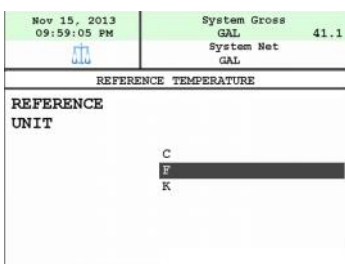 Nov 15, 2013
09:59:05 PM
System Gross
GAL 41.1
System Net
GAL
REFERENCE TEMPERATURE
REFERENCE
UNIT
C
F
K